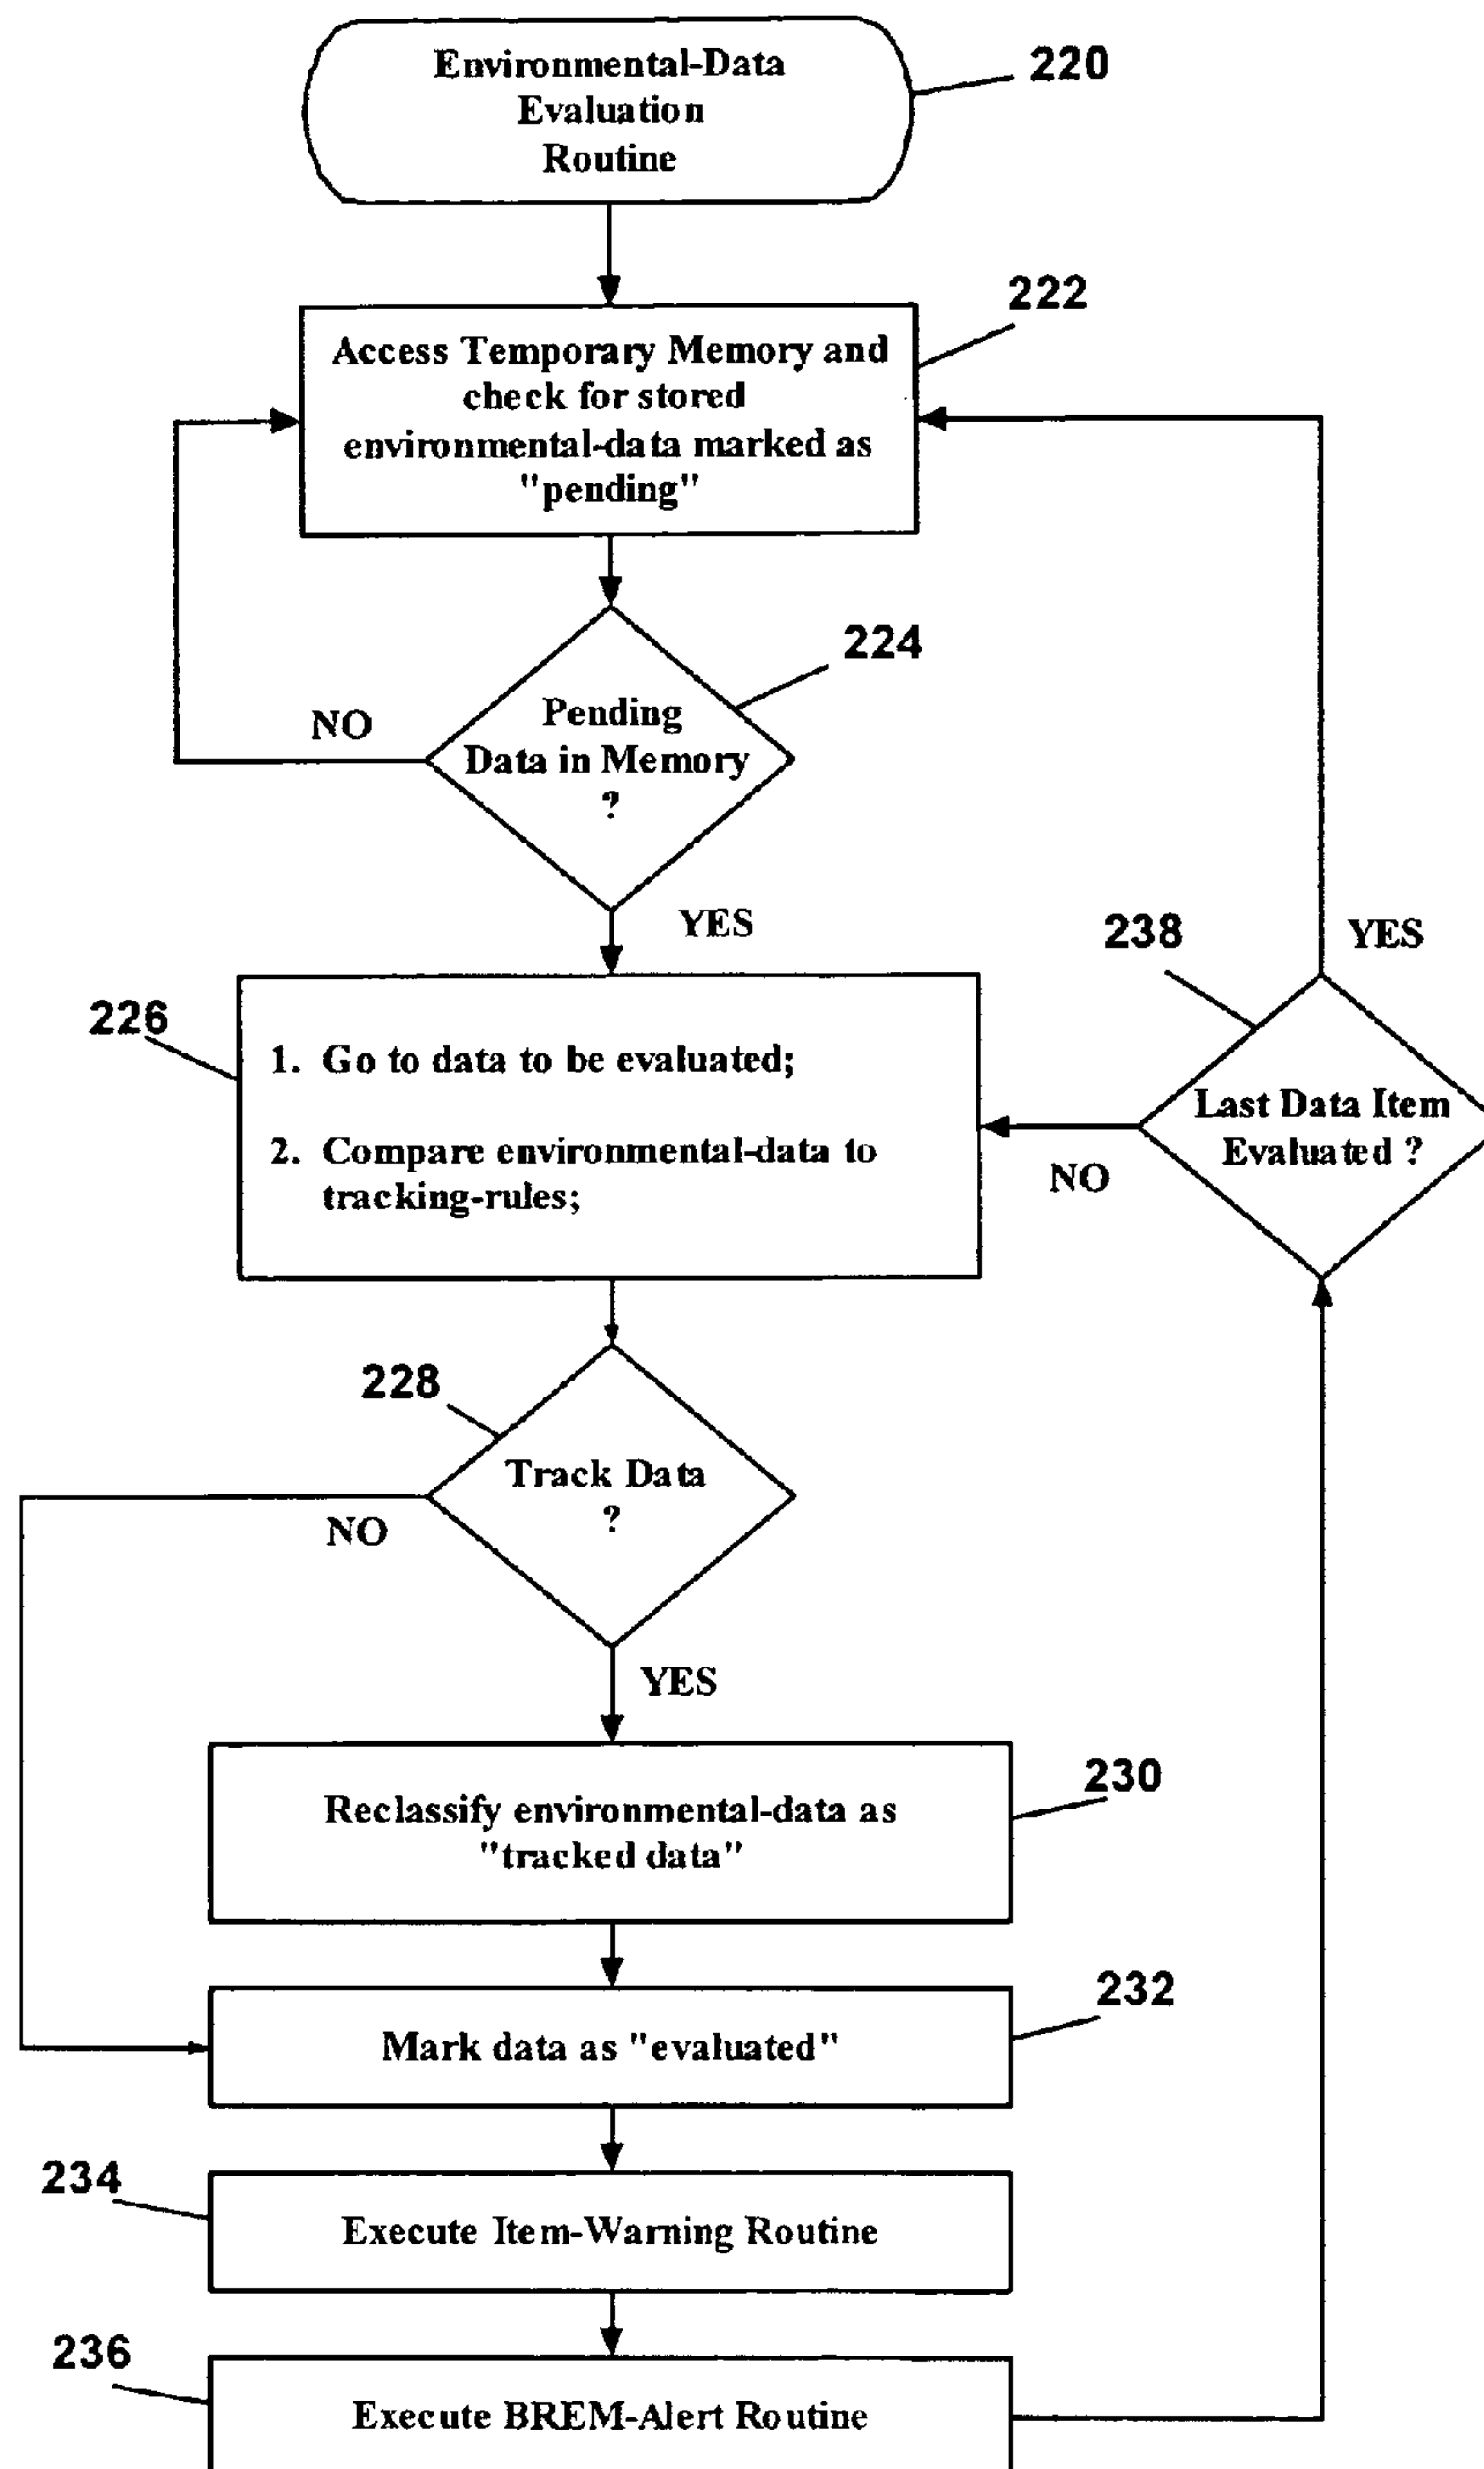 Environmental-Data
Evaluation
Routine
220
222
Access Temporary Memory and
check for stored
environmental-data marked as
"pending"
224
NO
Pending
Data in Memory
?
YES
238
YES
226
1. Go to data to be evaluated;
2. Compare environmental-data to
tracking-rules;
Last Data Item
Evaluated ?
NO
228
Track Data
?
NO
YES
230
Reclassify environmental-data as
"tracked data"
232
Mark data as "evaluated"
234
Execute Item-Warning Routine
236
Execute BREM-Alert Routine